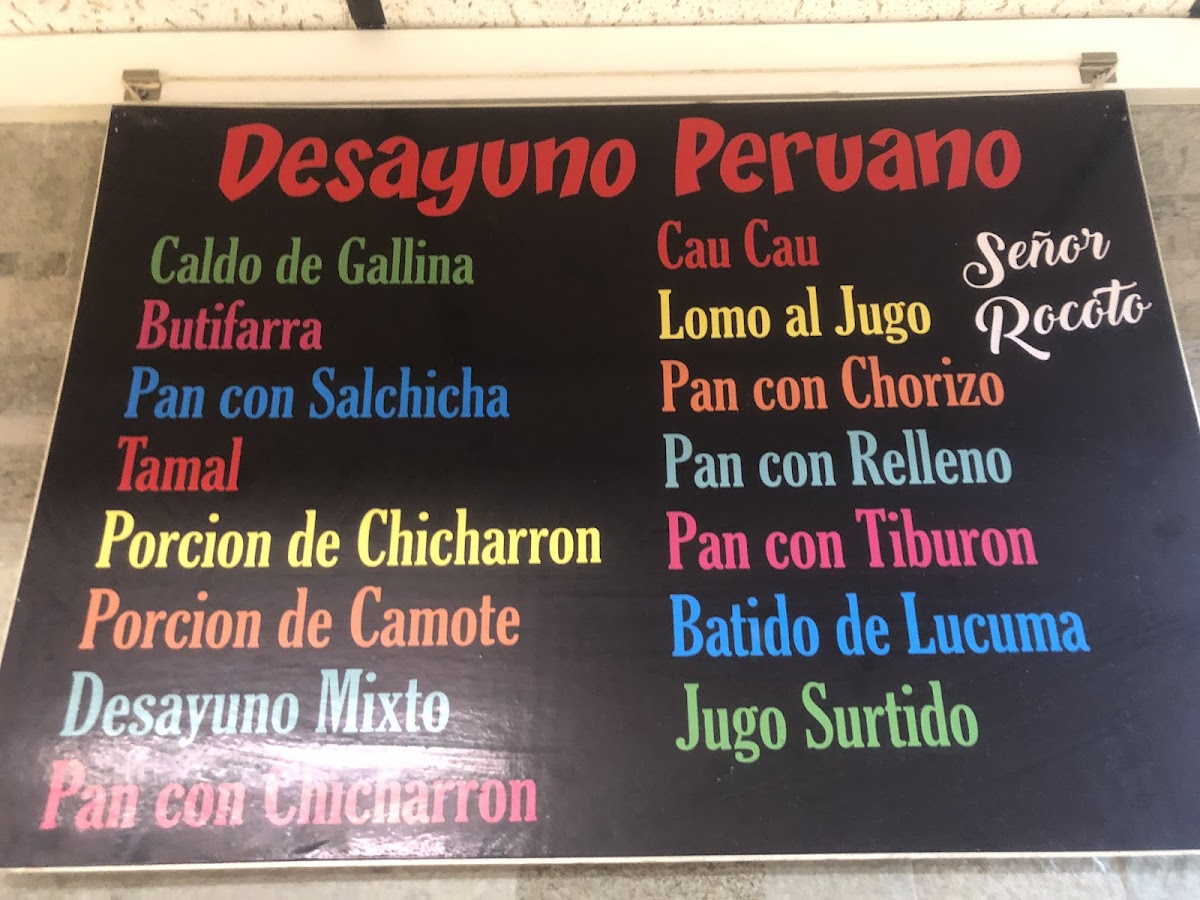 Desayuno Peruano
Caldo de Gallina
Butifarra
Pan con Salchicha
Tamal
Porcion de Chicharron
Porcion de Camote
Desayuno Mixto
Pan con Chicharron
Cau Cau
Lomo al Jugo
Pan con Chorizo
Pan con Relleno
Pan con Tiburon
Batido de Lucuma
Jugo Surtido
Señor
Rocoto